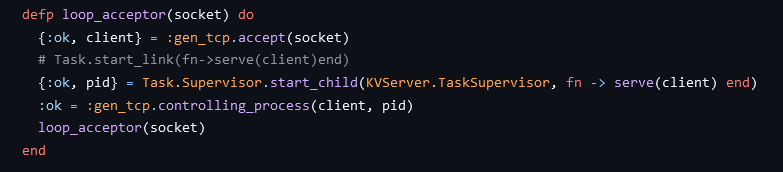 defp loop_acceptor(socket) do
{:ok, client} = :gen_tcp.accept(socket)
# Task.start_link(fn->serve(client)end)
{:ok, pid} = Task.Supervisor.start_child(KVServer.TaskSupervisor, fn -> serve(client) end)
:ok = :gen_tcp.controlling_process(client, pid)
loop_acceptor(socket)
end